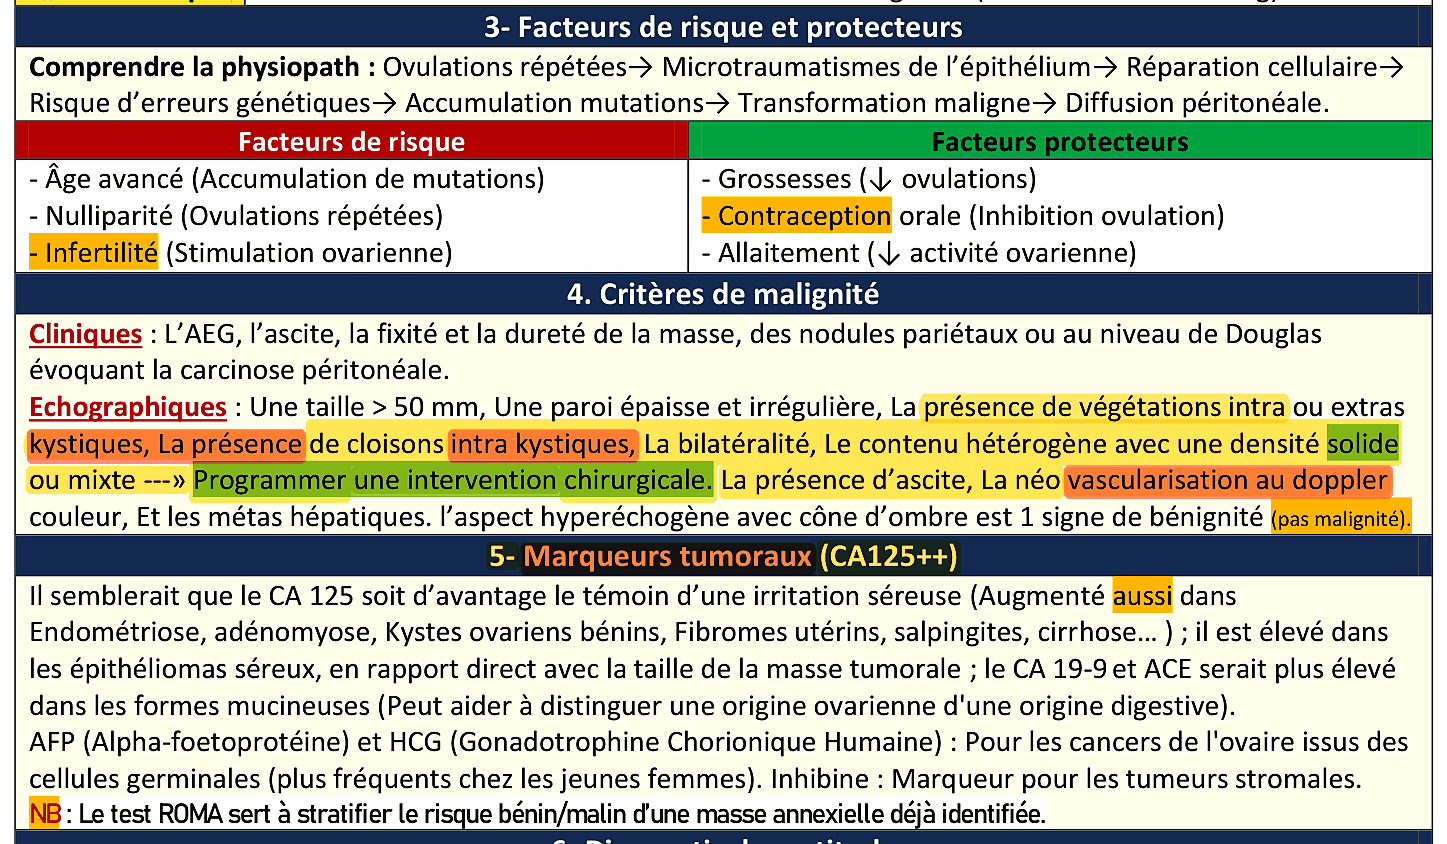 3- Facteurs de risque et protecteurs
Comprendre la physiopath : Ovulations répétées→ Microtraumatismes de l'épithélium→ Réparation cellulaire→
Risque d'erreurs génétiques→ Accumulation mutations→ Transformation maligne→ Diffusion péritonéale.
Facteurs de risque
- Âge avancé (Accumulation de mutations)
- Nulliparité (Ovulations répétées)
- Infertilité (Stimulation ovarienne)
Facteurs protecteurs
- Grossesses (↓ ovulations)
- Contraception orale (Inhibition ovulation)
- Allaitement (↓ activité ovarienne)
4. Critères de malignité
Cliniques : L'AEG, l'ascite, la fixité et la dureté de la masse, des nodules pariétaux ou au niveau de Douglas
évoquant la carcinose péritonéale.
Echographiques : Une taille > 50 mm, Une paroi épaisse et irrégulière, La présence de végétations intra ou extras
kystiques, La présence de cloisons intra kystiques, La bilatéralité, Le contenu hétérogène avec une densité solide
ou mixte ---» Programmer une intervention chirurgicale. La présence d'ascite, La néo vascularisation au doppler
couleur, Et les métas hépatiques. l'aspect hyperéchogène avec cône d'ombre est 1 signe de bénignité (pas malignité).
5- Marqueurs tumoraux (CA125++)
Il semblerait que le CA 125 soit d'avantage le témoin d'une irritation séreuse (Augmenté aussi dans
Endométriose, adénomyose, Kystes ovariens bénins, Fibromes utérins, salpingites, cirrhose… ) ; il est élevé dans
les épithéliomas séreux, en rapport direct avec la taille de la masse tumorale ; le CA 19-9 et ACE serait plus élevé
dans les formes mucineuses (Peut aider à distinguer une origine ovarienne d'une origine digestive).
AFP (Alpha-foetoprotéine) et HCG (Gonadotrophine Chorionique Humaine) : Pour les cancers de l'ovaire issus des
cellules germinales (plus fréquents chez les jeunes femmes). Inhibine : Marqueur pour les tumeurs stromales.
NB : Le test ROMA sert à stratifier le risque bénin/malin d'une masse annexielle déjà identifiée.